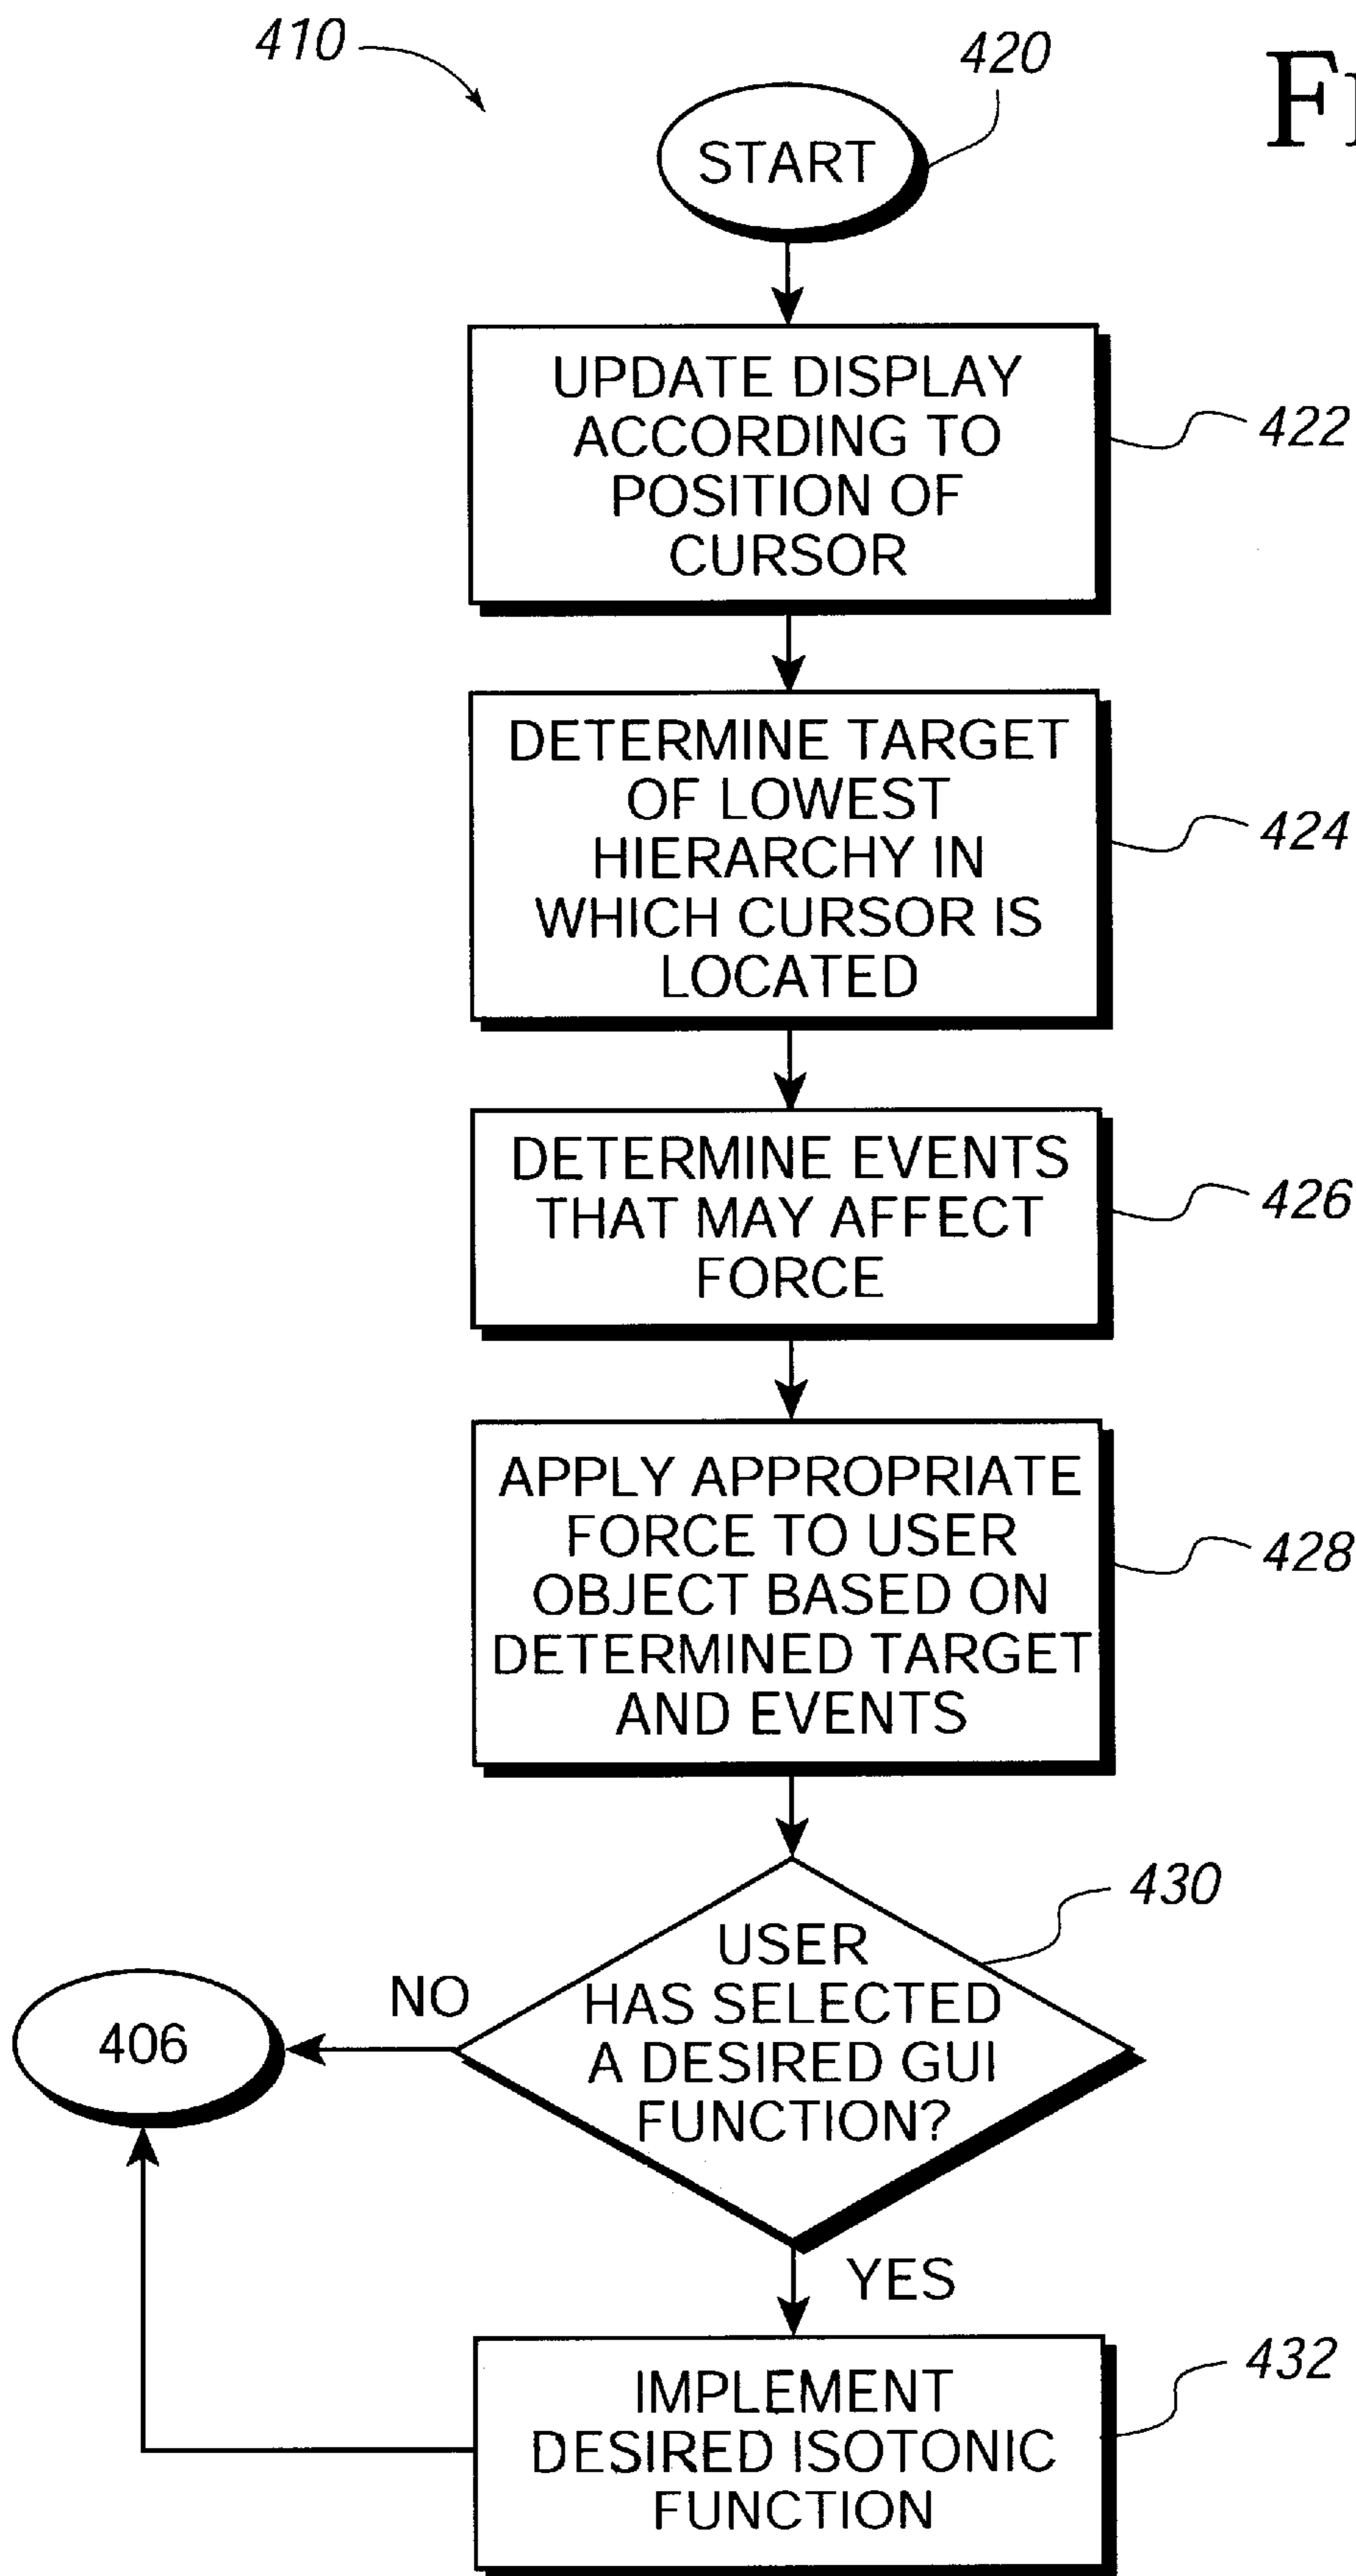 410
420
START
UPDATE DISPLAY
ACCORDING TO
POSITION OF
CURSOR
422
DETERMINE TARGET
OF LOWEST
HIERARCHY IN
WHICH CURSOR IS
LOCATED
424
DETERMINE EVENTS
THAT MAY AFFECT
FORCE
426
APPLY APPROPRIATE
FORCE TO USER
OBJECT BASED ON
DETERMINED TARGET
AND EVENTS
428
430
USER
HAS SELECTED
A DESIRED GUI
FUNCTION?
NO
406
YES
IMPLEMENT
DESIRED ISOTONIC
FUNCTION
432